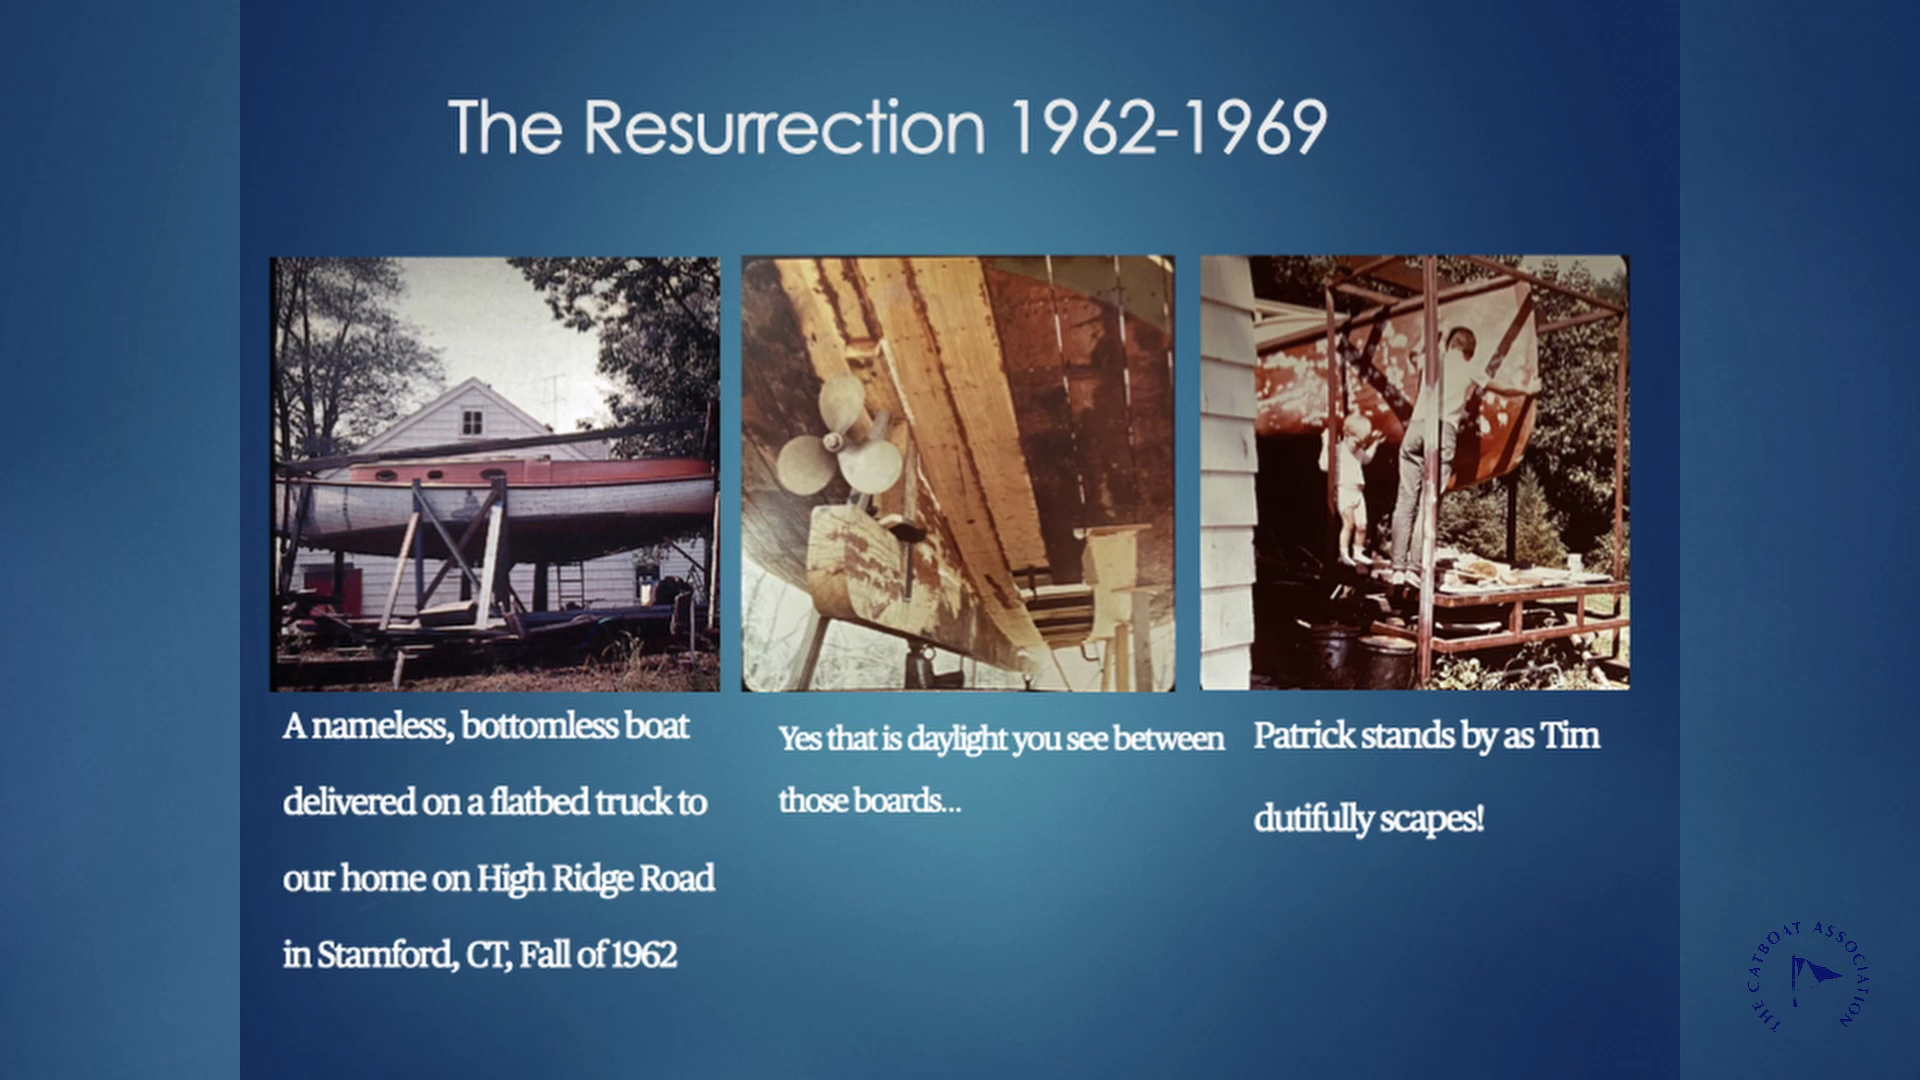 The Resurrection 1962-1969
A nameless, bottomless boat
delivered on a flatbed truck to
our home on High Ridge Road
in Stamford, CT, Fall of 1962
Yes that is daylight you see between
those boards...
Patrick stands by as Tim
dutifully scapes!
THE CATBOAT ASSOCIATION